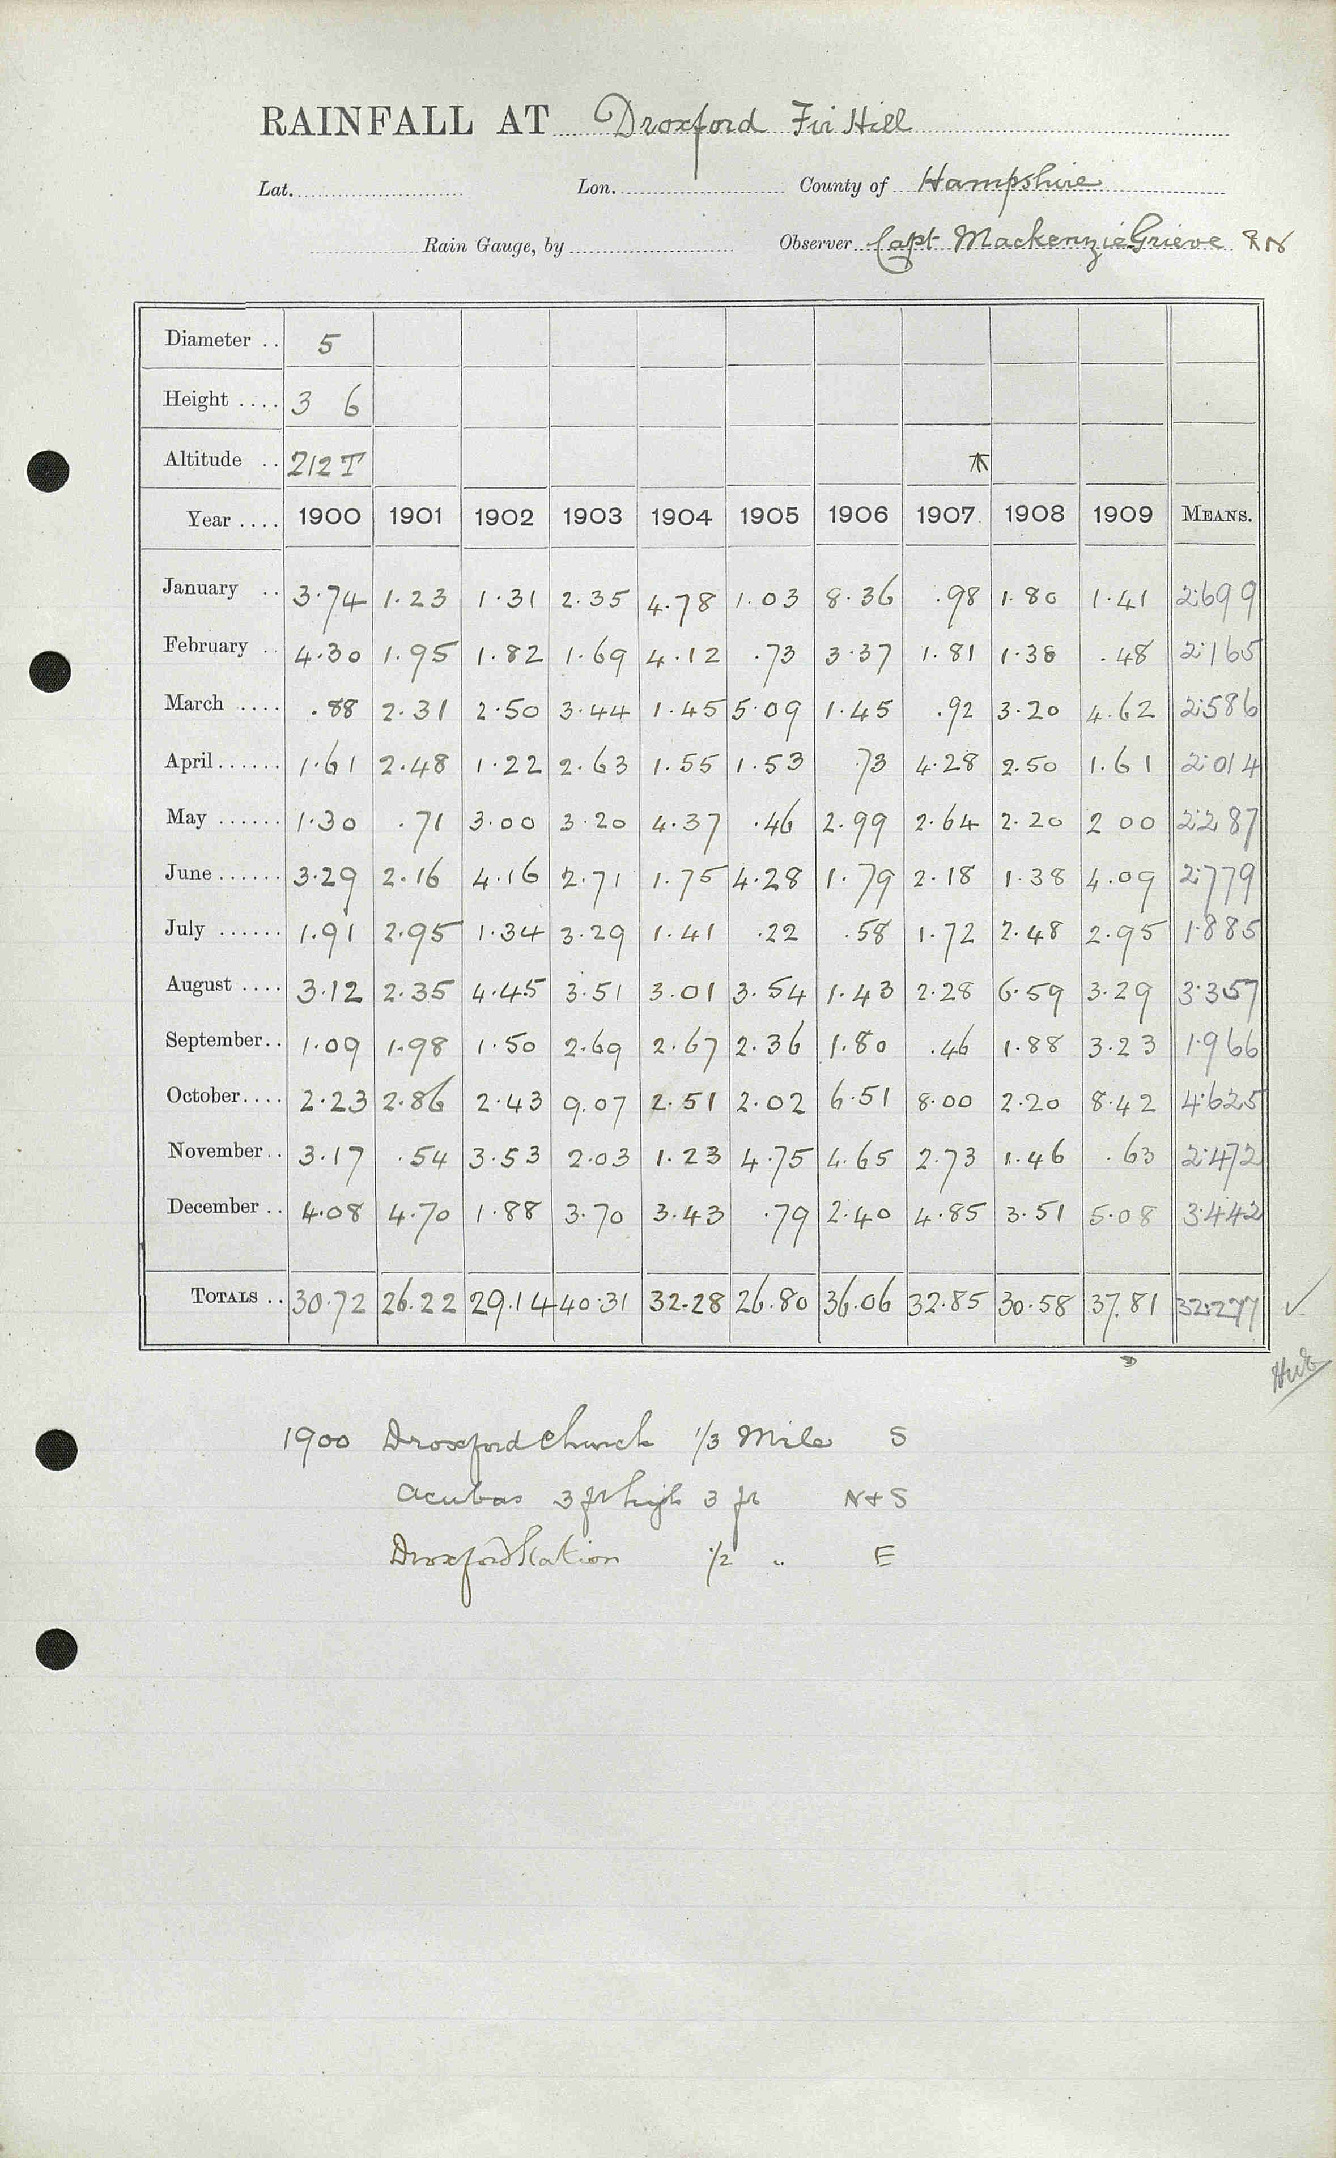 RAINFALL AT Droxford Fir Hill
Lat. Lon. County of Hampshire
Rain Gauge, by Observer Capt Mackenzie Grieve RN
Diameter .. 5
Height .... 3 6
Altitude .. 212 T
Year .... 1900 1901 1902 1903 1904 1905 1906 1907 1908 1909 MEANS.
January .. 3.74 1.23 1.31 2.35 4.78 1.03 8.36 .98 1.80 1.41 2.699
February .. 4.30 1.95 1.82 1.69 4.12 .73 3.37 1.81 1.38 .48 2.165
March .... .88 2.31 2.50 3.44 1.45 5.09 1.45 .92 3.20 4.62 2.586
April ...... 1.61 2.48 1.22 2.63 1.55 1.53 .73 4.28 2.50 1.61 2.014
May ...... 1.30 .71 3.00 3.20 4.37 .46 2.99 2.64 2.20 2 00 2.287
June ...... 3.29 2.16 4.16 2.71 1.75 4.28 1.79 2.18 1.38 4.09 2.779
July ...... 1.91 2.95 1.34 3.29 1.41 .22 .58 1.72 2.48 2.95 1.885
August .... 3.12 2.35 4.45 3.51 3.01 3.54 1.43 2.28 6.59 3.29 3.357
September.. 1.09 1.98 1.50 2.69 2.67 2.36 1.80 .46 1.88 3.23 1.966
October.... 2.23 2.86 2.43 9.07 2.51 2.02 6.51 8.00 2.20 8.42 4.625
November.. 3.17 .54 3.53 2.03 1.23 4.75 4.65 2.73 1.46 .63 2.472
December .. 4.08 4.70 1.88 3.70 3.43 .79 2.40 4.85 3.51 5.08 3.442
TOTALS .. 30.72 26.22 29.14 40.31 32.28 26.80 36.06 32.85 30.58 37.81 32.277 ✓
1900 Droxford Church 1/3 Mile S
Acubas 3 ft high 3 ft N + S
Droxford Station 1/2 " E